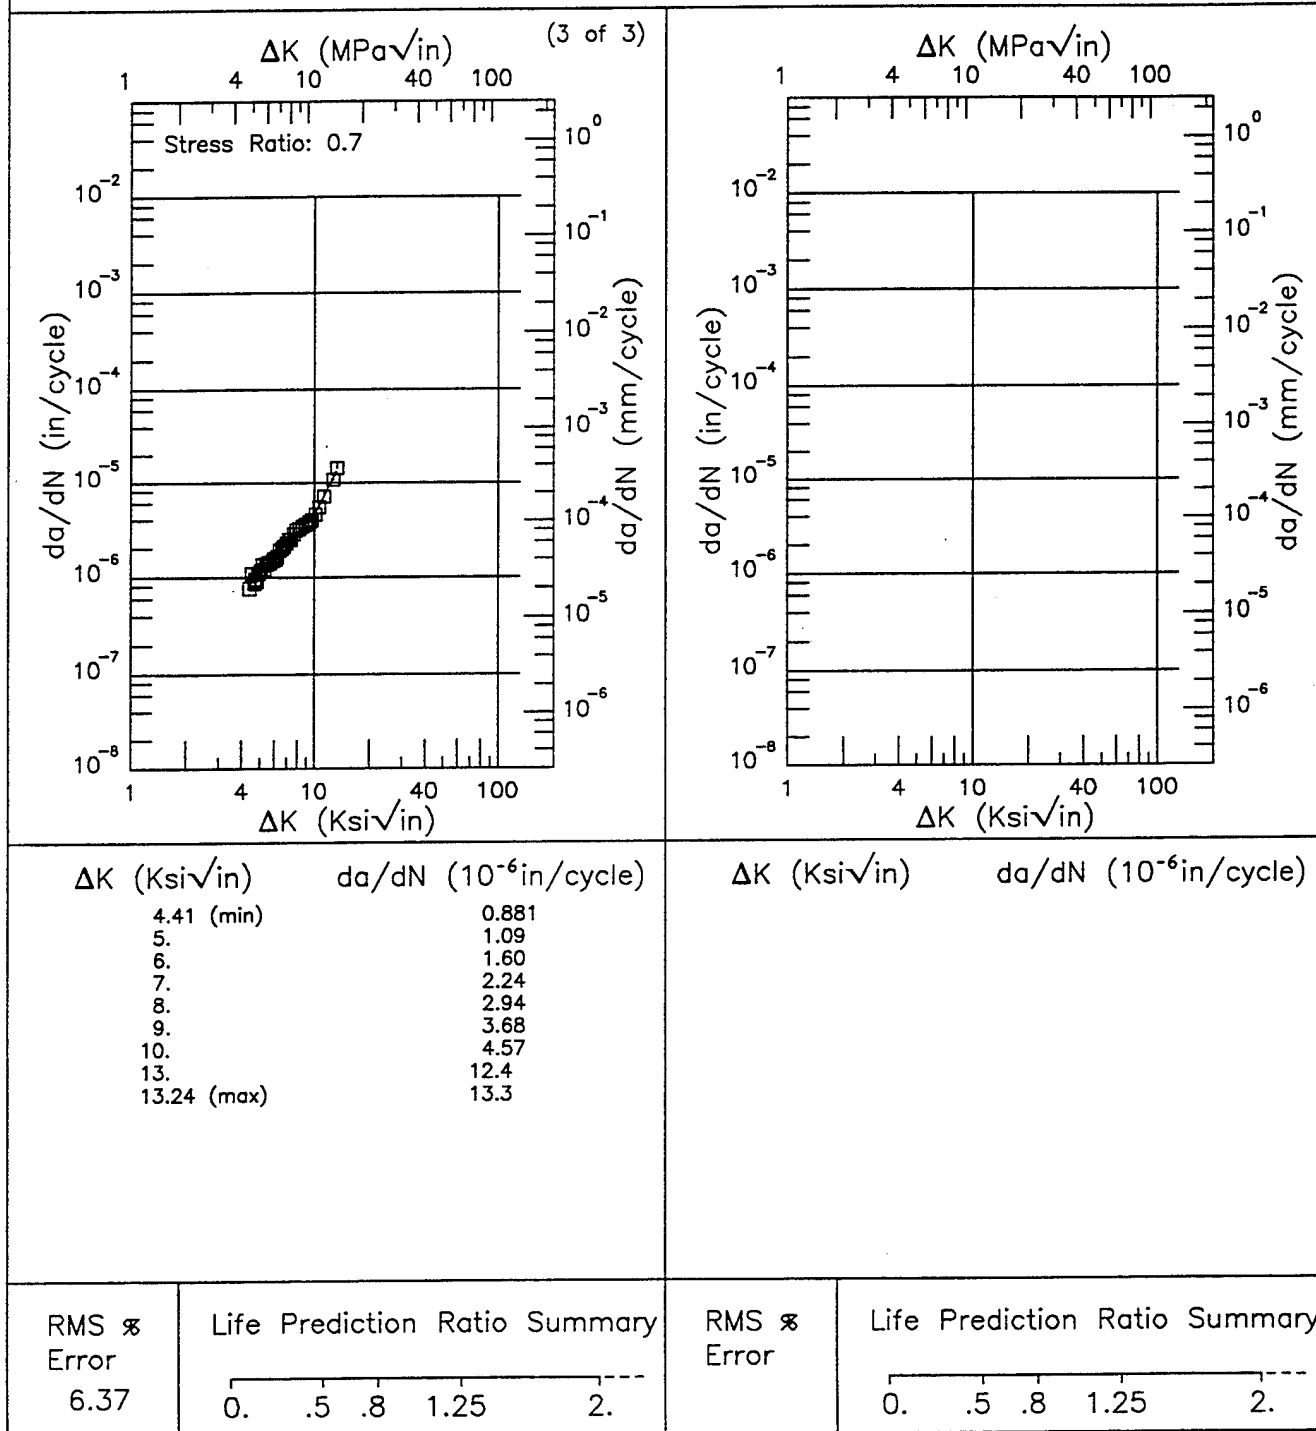 (3 of 3)
ΔK (MPa√in)
1 4 10 40 100
Stress Ratio: 0.7
da/dN (in/cycle)
10⁻²
10⁻³
10⁻⁴
10⁻⁵
10⁻⁶
10⁻⁷
10⁻⁸
10⁰
10⁻¹
10⁻²
10⁻³
10⁻⁴
10⁻⁵
10⁻⁶
da/dN (mm/cycle)
1 4 10 40 100
ΔK (Ksi√in)
ΔK (MPa√in)
1 4 10 40 100
da/dN (in/cycle)
10⁻²
10⁻³
10⁻⁴
10⁻⁵
10⁻⁶
10⁻⁷
10⁻⁸
10⁰
10⁻¹
10⁻²
10⁻³
10⁻⁴
10⁻⁵
10⁻⁶
da/dN (mm/cycle)
1 4 10 40 100
ΔK (Ksi√in)
ΔK (Ksi√in) da/dN (10⁻⁶in/cycle)
4.41 (min) 0.881
5. 1.09
6. 1.60
7. 2.24
8. 2.94
9. 3.68
10. 4.57
13. 12.4
13.24 (max) 13.3
ΔK (Ksi√in) da/dN (10⁻⁶in/cycle)
RMS %
Error
6.37
Life Prediction Ratio Summary
0. .5 .8 1.25 2.
RMS %
Error
Life Prediction Ratio Summary
0. .5 .8 1.25 2.